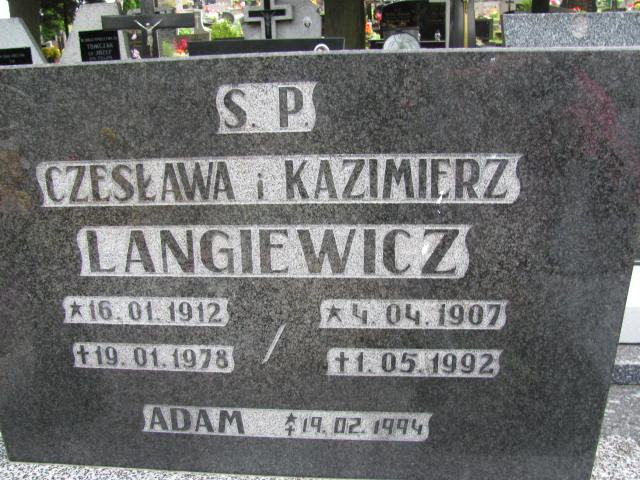 TOMCZAK
S. P.
CZESŁAWA i KAZIMIERZ
LANGIEWICZ
★16.01.1912 ★4.04.1907
✝19.01.1978 / ✝1.05.1992
ADAM ★✝19.02.1994